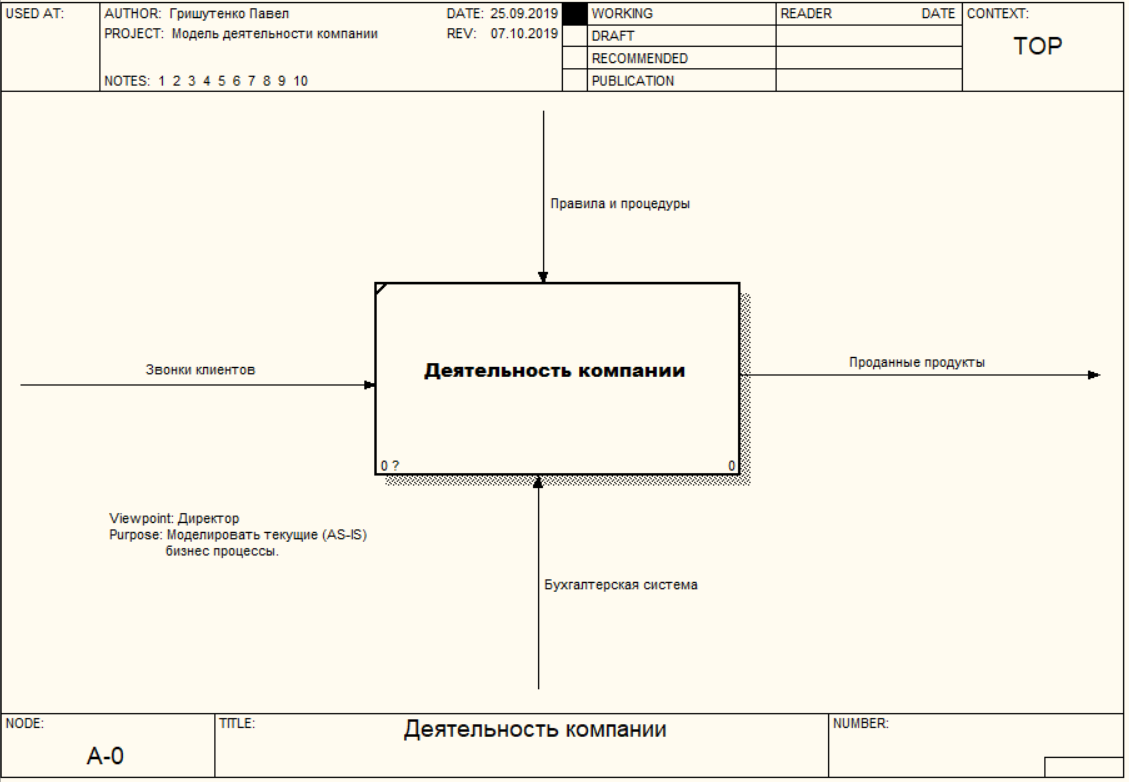 USED AT:
AUTHOR: Гришутенко Павел
DATE: 25.09.2019
PROJECT: Модель деятельности компании
REV: 07.10.2019
NOTES: 1 2 3 4 5 6 7 8 9 10
WORKING
DRAFT
RECOMMENDED
PUBLICATION
READER DATE
CONTEXT:
TOP
Правила и процедуры
Звонки клиентов
Деятельность компании
0 ?
0
Проданные продукты
Viewpoint: Директор
Purpose: Моделировать текущие (AS-IS)
бизнес процессы.
Бухгалтерская система
NODE:
A-0
TITLE:
Деятельность компании
NUMBER: